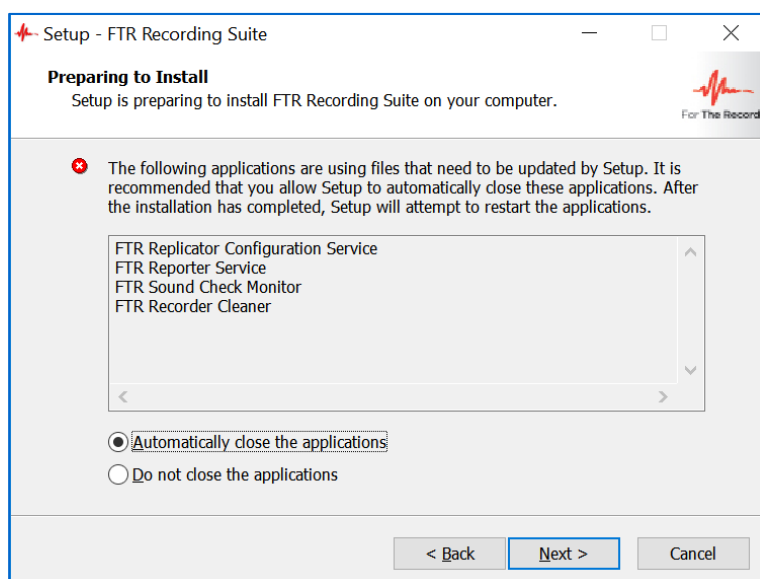 Setup - FTR Recording Suite
Preparing to Install
Setup is preparing to install FTR Recording Suite on your computer.
For The Record
The following applications are using files that need to be updated by Setup. It is
recommended that you allow Setup to automatically close these applications. After
the installation has completed, Setup will attempt to restart the applications.
FTR Replicator Configuration Service
FTR Reporter Service
FTR Sound Check Monitor
FTR Recorder Cleaner
Automatically close the applications
Do not close the applications
< Back Next > Cancel